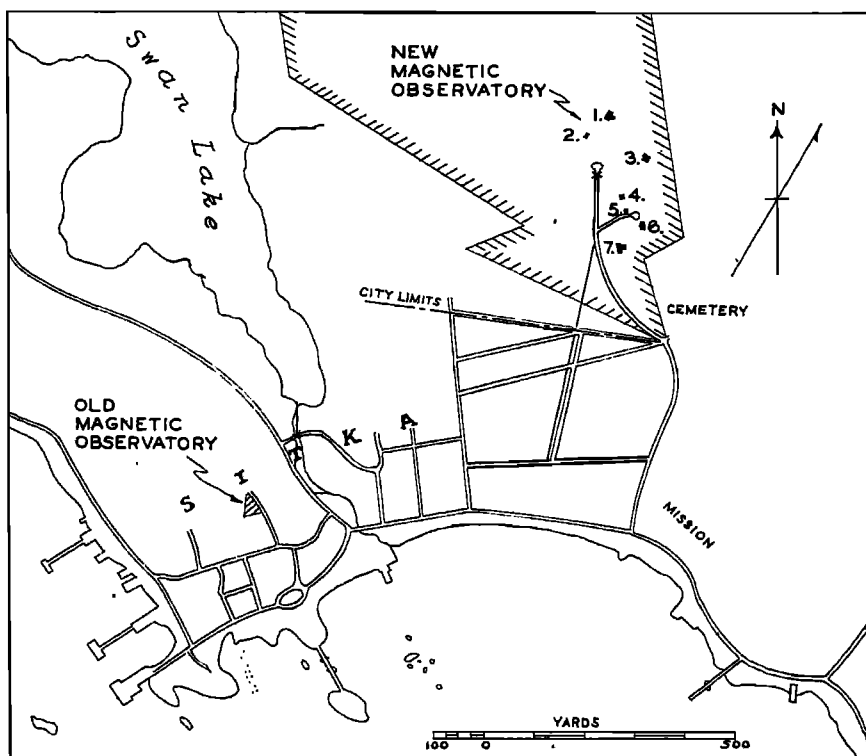 Swan Lake
NEW
MAGNETIC
OBSERVATORY
1.
2.
3.
4.
5.
6.
7.
N
CITY LIMITS
CEMETERY
OLD
MAGNETIC
OBSERVATORY
S I T K A
MISSION
YARDS
100 0 500